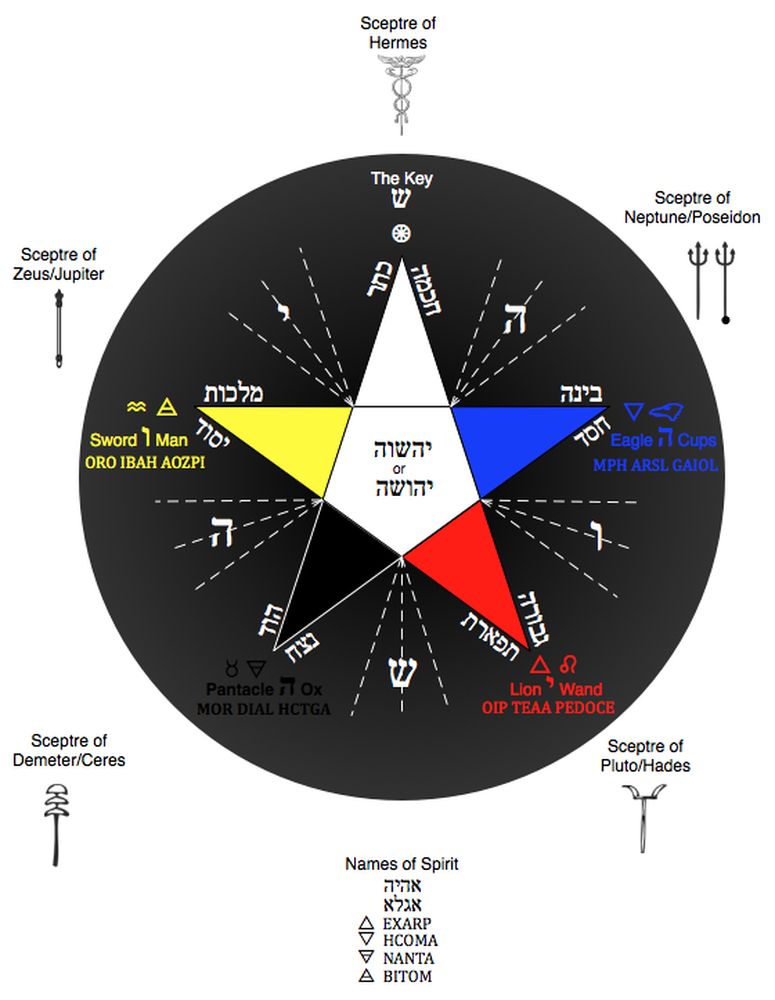 Sceptre of
Hermes
The Key
ש
Sceptre of
Neptune/Poseidon
Sceptre of
Zeus/Jupiter
כתר
חכמה
י
ה
מלכות
יסוד
בינה
חסד
Sword ו Man
ORO IBAH AOZPI
Eagle ה Cups
MPH ARSL GAIOL
יהשוה
or
יהושה
ה
ו
הוד
נצח
גבורה
תפארת
ש
Pantacle ה Ox
MOR DIAL HCTGA
Lion י Wand
OIP TEAA PEDOCE
Sceptre of
Demeter/Ceres
Sceptre of
Pluto/Hades
Names of Spirit
אהיה
אגלא
EXARP
HCOMA
NANTA
BITOM